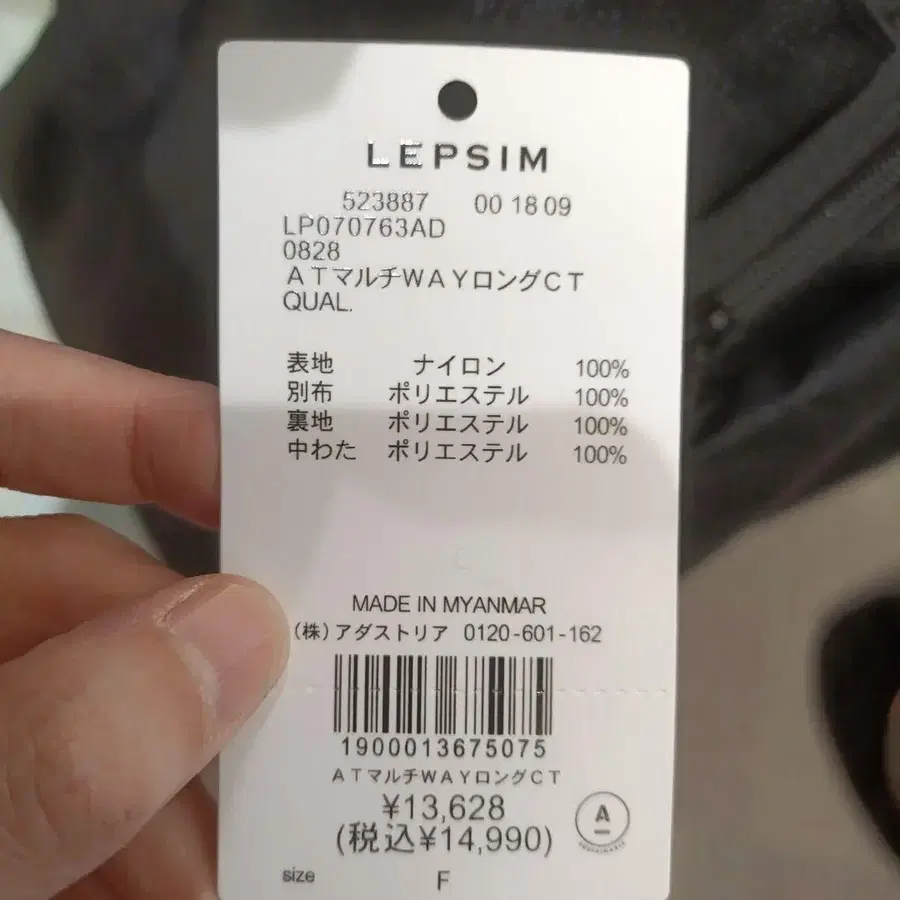 LEPSIM
523887 00 18 09
LP070763AD
0828
ATマルチWAYロングCT
QUAL.
表地 ナイロン 100%
別布 ポリエステル 100%
裏地 ポリエステル 100%
中わた ポリエステル 100%
MADE IN MYANMAR
(株)アダストリア 0120-601-162
1900013675075
ATマルチWAYロングCT
¥13,628
(税込¥14,990)
A
size F